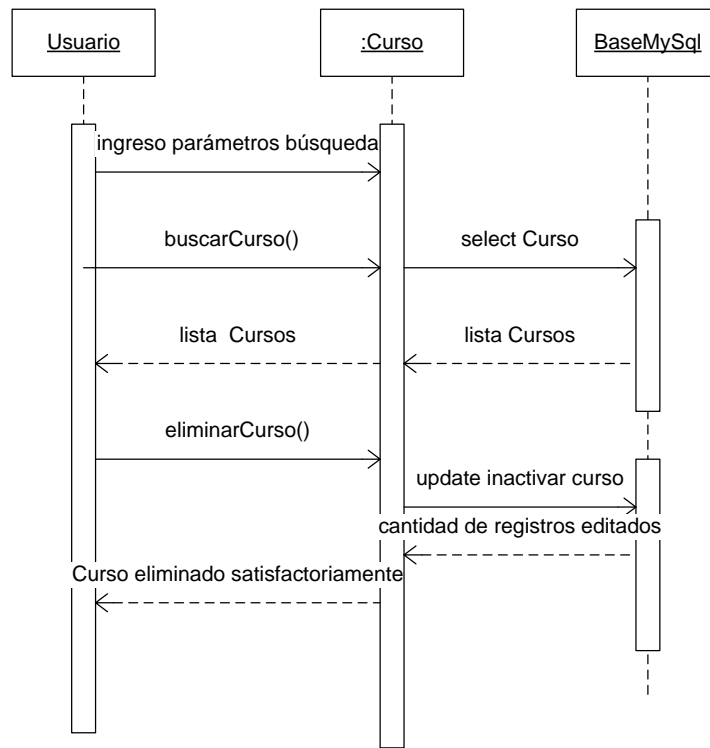 Usuario
:Curso
BaseMySql
ingreso parámetros búsqueda
buscarCurso()
select Curso
lista Cursos
lista Cursos
eliminarCurso()
update inactivar curso
cantidad de registros editados
Curso eliminado satisfactoriamente